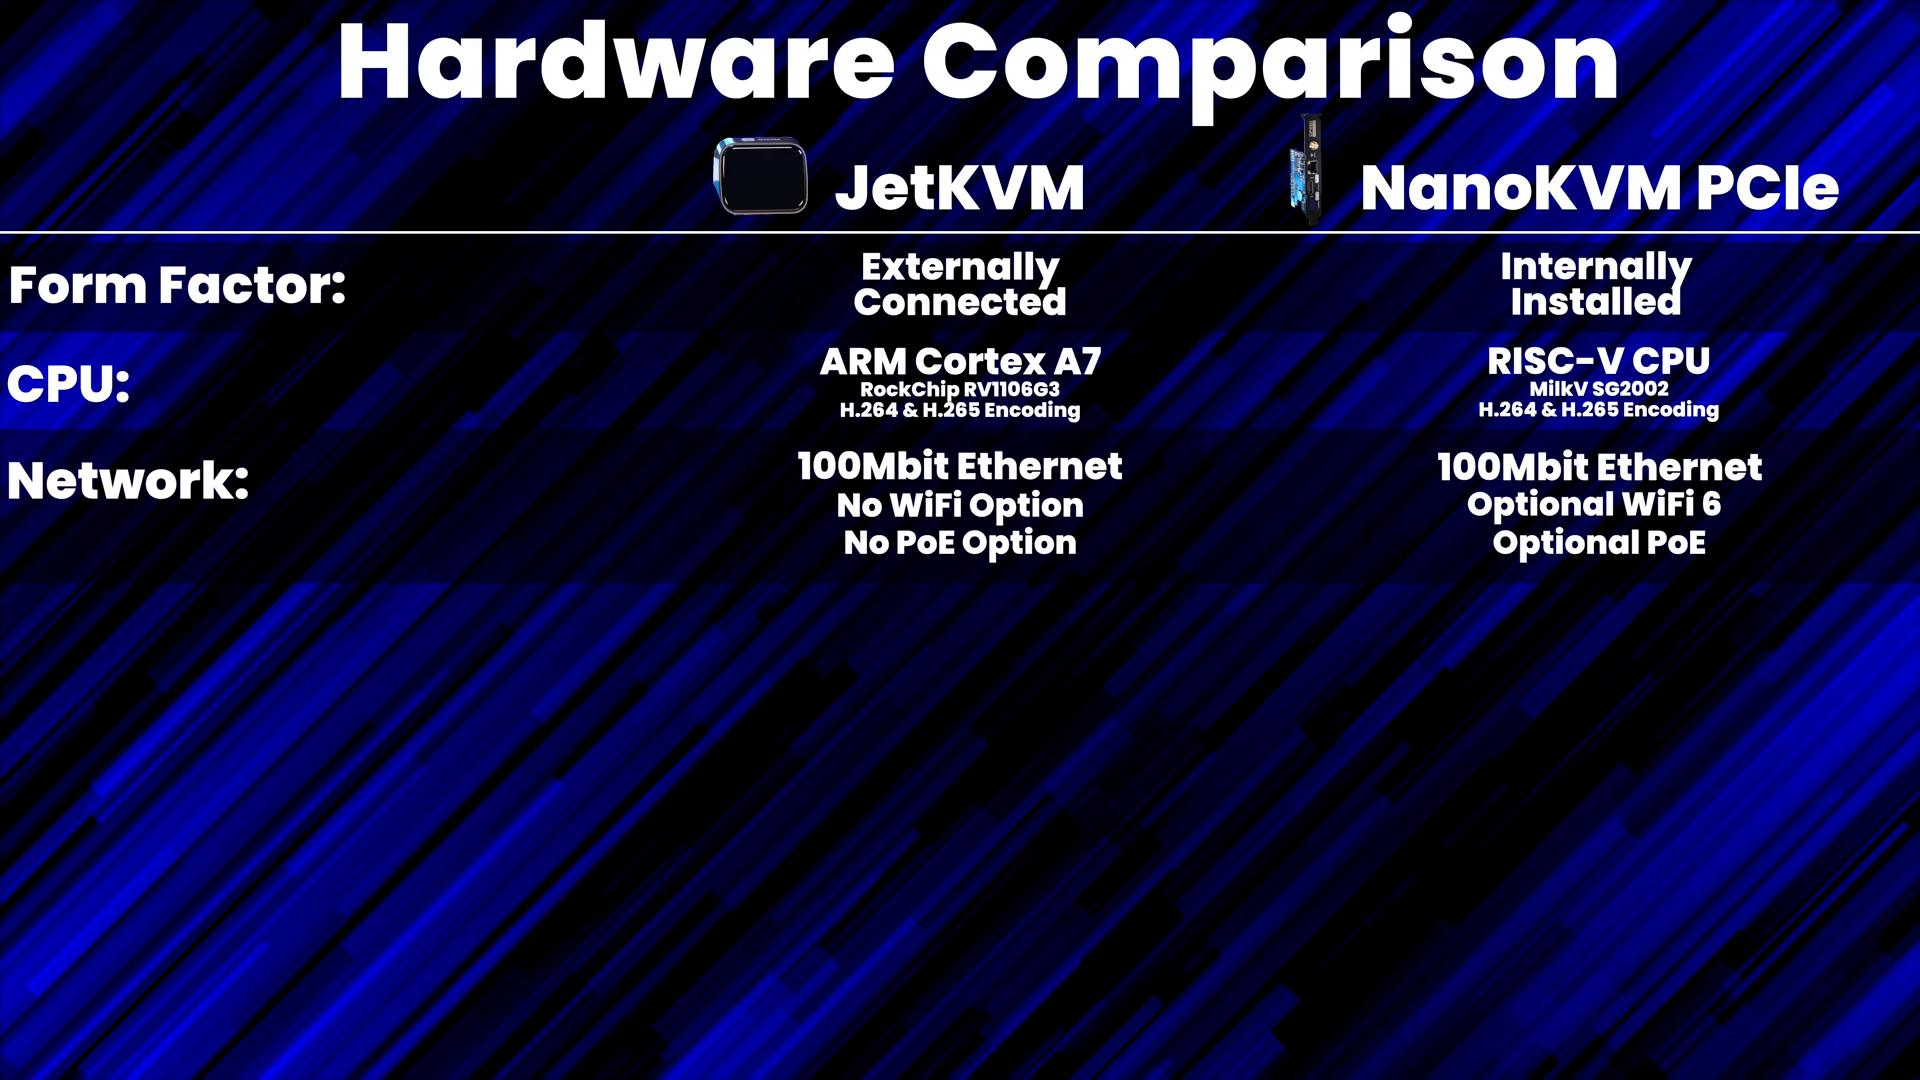 Hardware Comparison
JetKVM
NanoKVM PCIe
Form Factor:
Externally
Connected
Internally
Installed
CPU:
ARM Cortex A7
RockChip RV1106G3
H.264 & H.265 Encoding
RISC-V CPU
MilkV SG2002
H.264 & H.265 Encoding
Network:
100Mbit Ethernet
No WiFi Option
No PoE Option
100Mbit Ethernet
Optional WiFi 6
Optional PoE